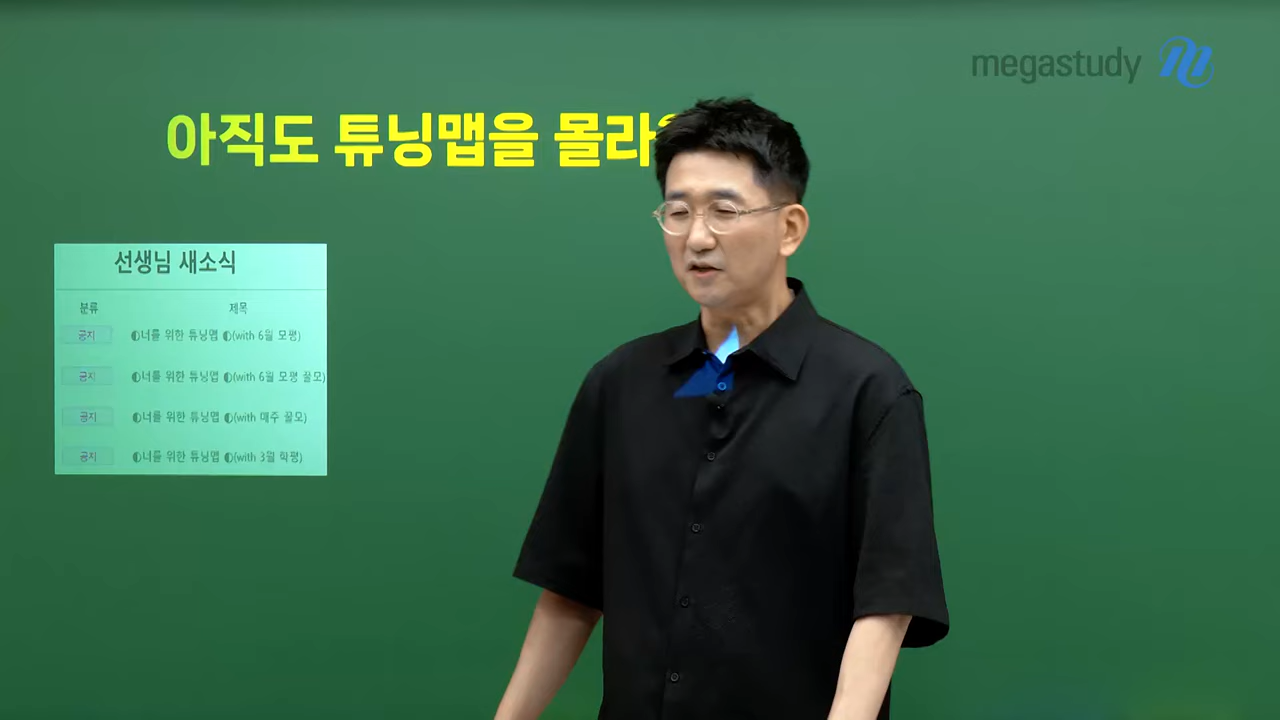 megastudy
아직도 튜닝맵을 몰라
선생님 새소식
분류 제목
공지 ◐너를 위한 튜닝맵 ◐(with 6월 모평)
공지 ◐너를 위한 튜닝맵 ◐(with 6월 모평 꿀모)
공지 ◐너를 위한 튜닝맵 ◐(with 매주 꿀모)
공지 ◐너를 위한 튜닝맵 ◐(with 3월 학평)